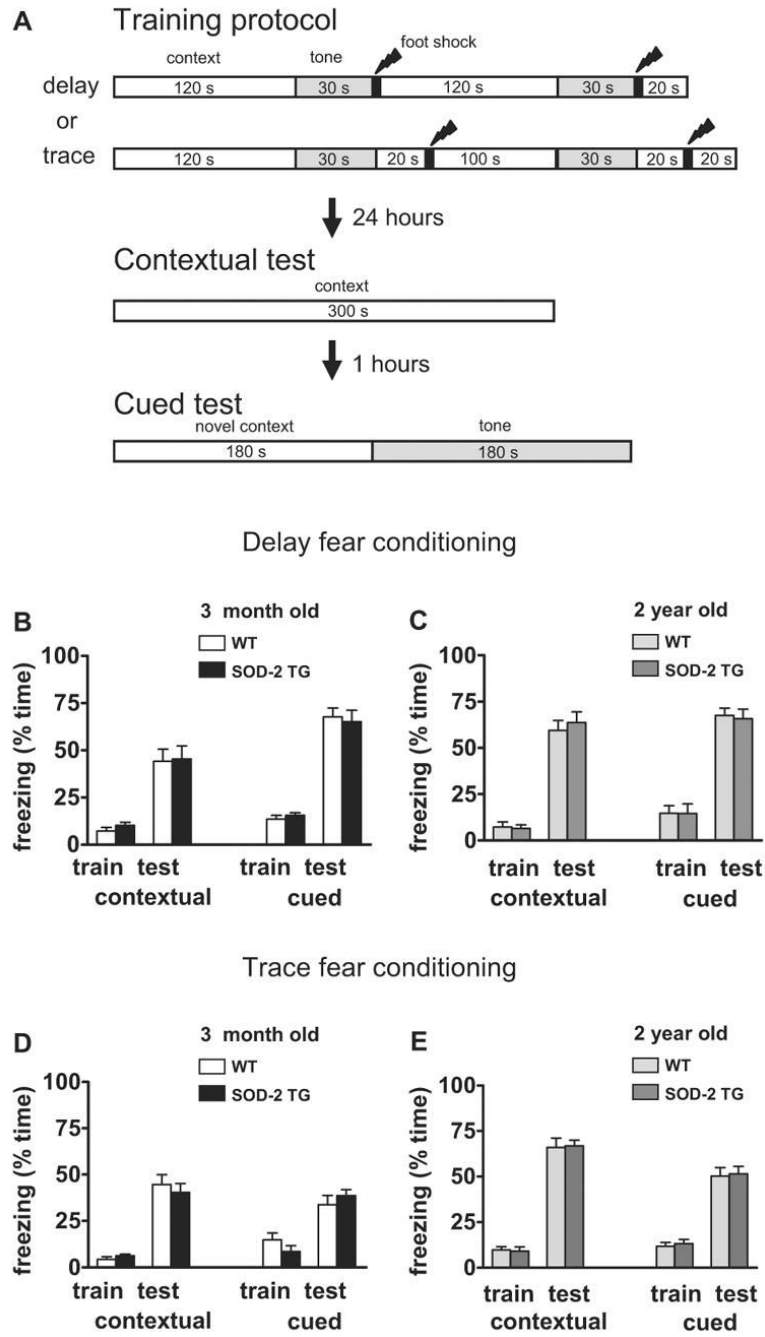 A Training protocol
context tone foot shock
delay 120 s 30 s 120 s 30 s 20 s
or
trace 120 s 30 s 20 s 100 s 30 s 20 s 20 s
24 hours
Contextual test
context
300 s
1 hours
Cued test
novel context tone
180 s 180 s
Delay fear conditioning
B 3 month old
WT
SOD-2 TG
freezing (% time)
100
75
50
25
0
train test train test
contextual cued
C 2 year old
WT
SOD-2 TG
freezing (% time)
100
75
50
25
0
train test train test
contextual cued
Trace fear conditioning
D 3 month old
WT
SOD-2 TG
freezing (% time)
100
75
50
25
0
train test train test
contextual cued
E 2 year old
WT
SOD-2 TG
freezing (% time)
100
75
50
25
0
train test train test
contextual cued